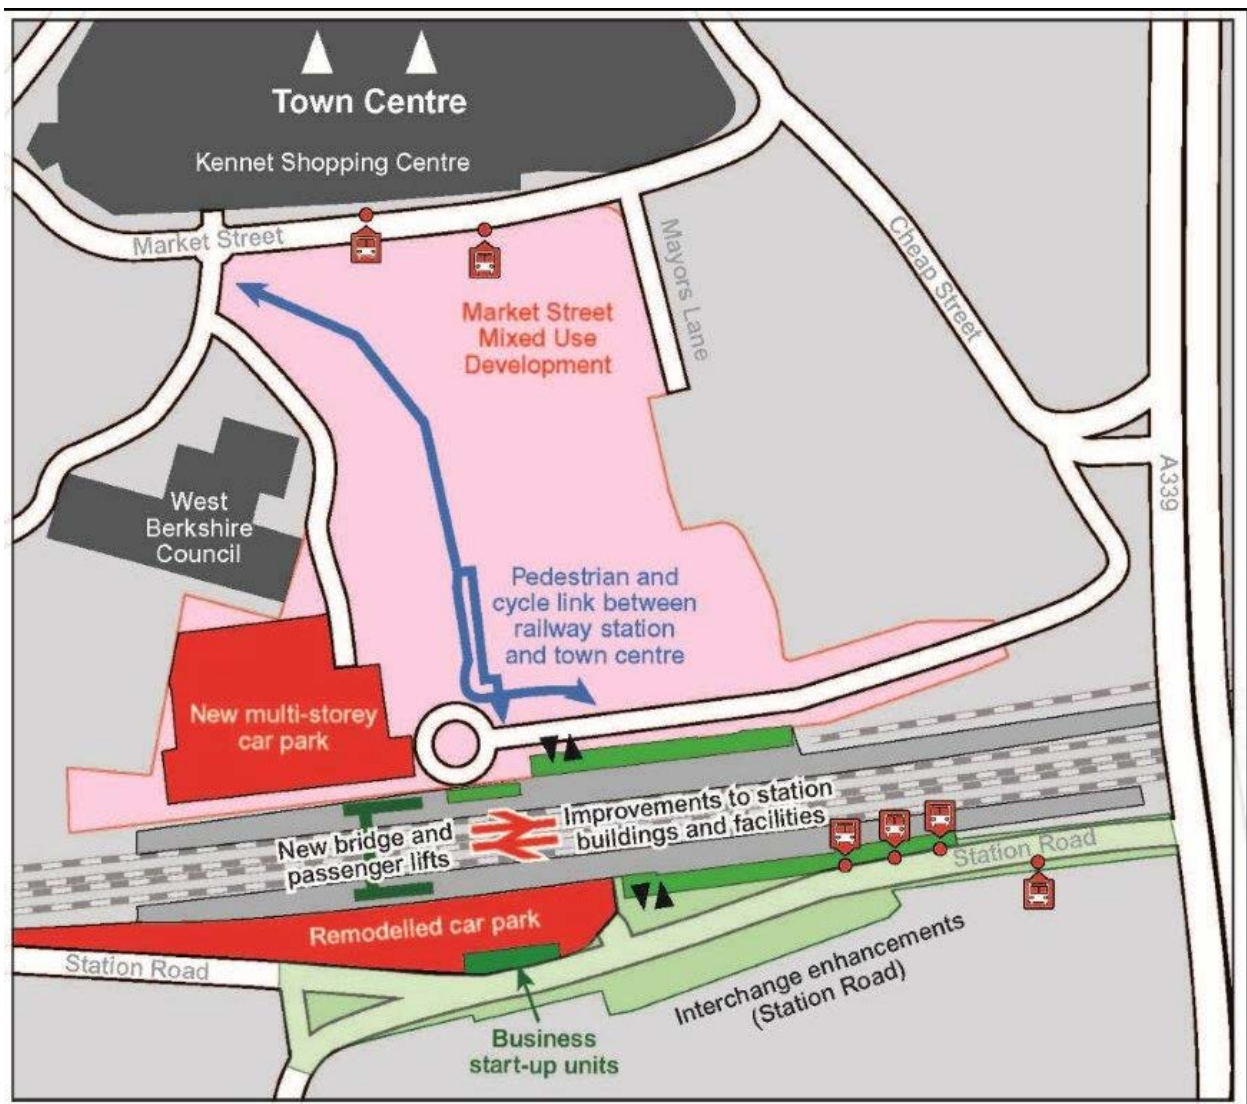 Town Centre
Kennet Shopping Centre
Market Street
Mayors Lane
Cheap Street
Market Street
Mixed Use
Development
A339
West
Berkshire
Council
Pedestrian and
cycle link between
railway station
and town centre
New multi-storey
car park
Improvements to station
buildings and facilities
New bridge and
passenger lifts
Station Road
Remodelled car park
Station Road
Interchange enhancements
(Station Road)
Business
start-up units